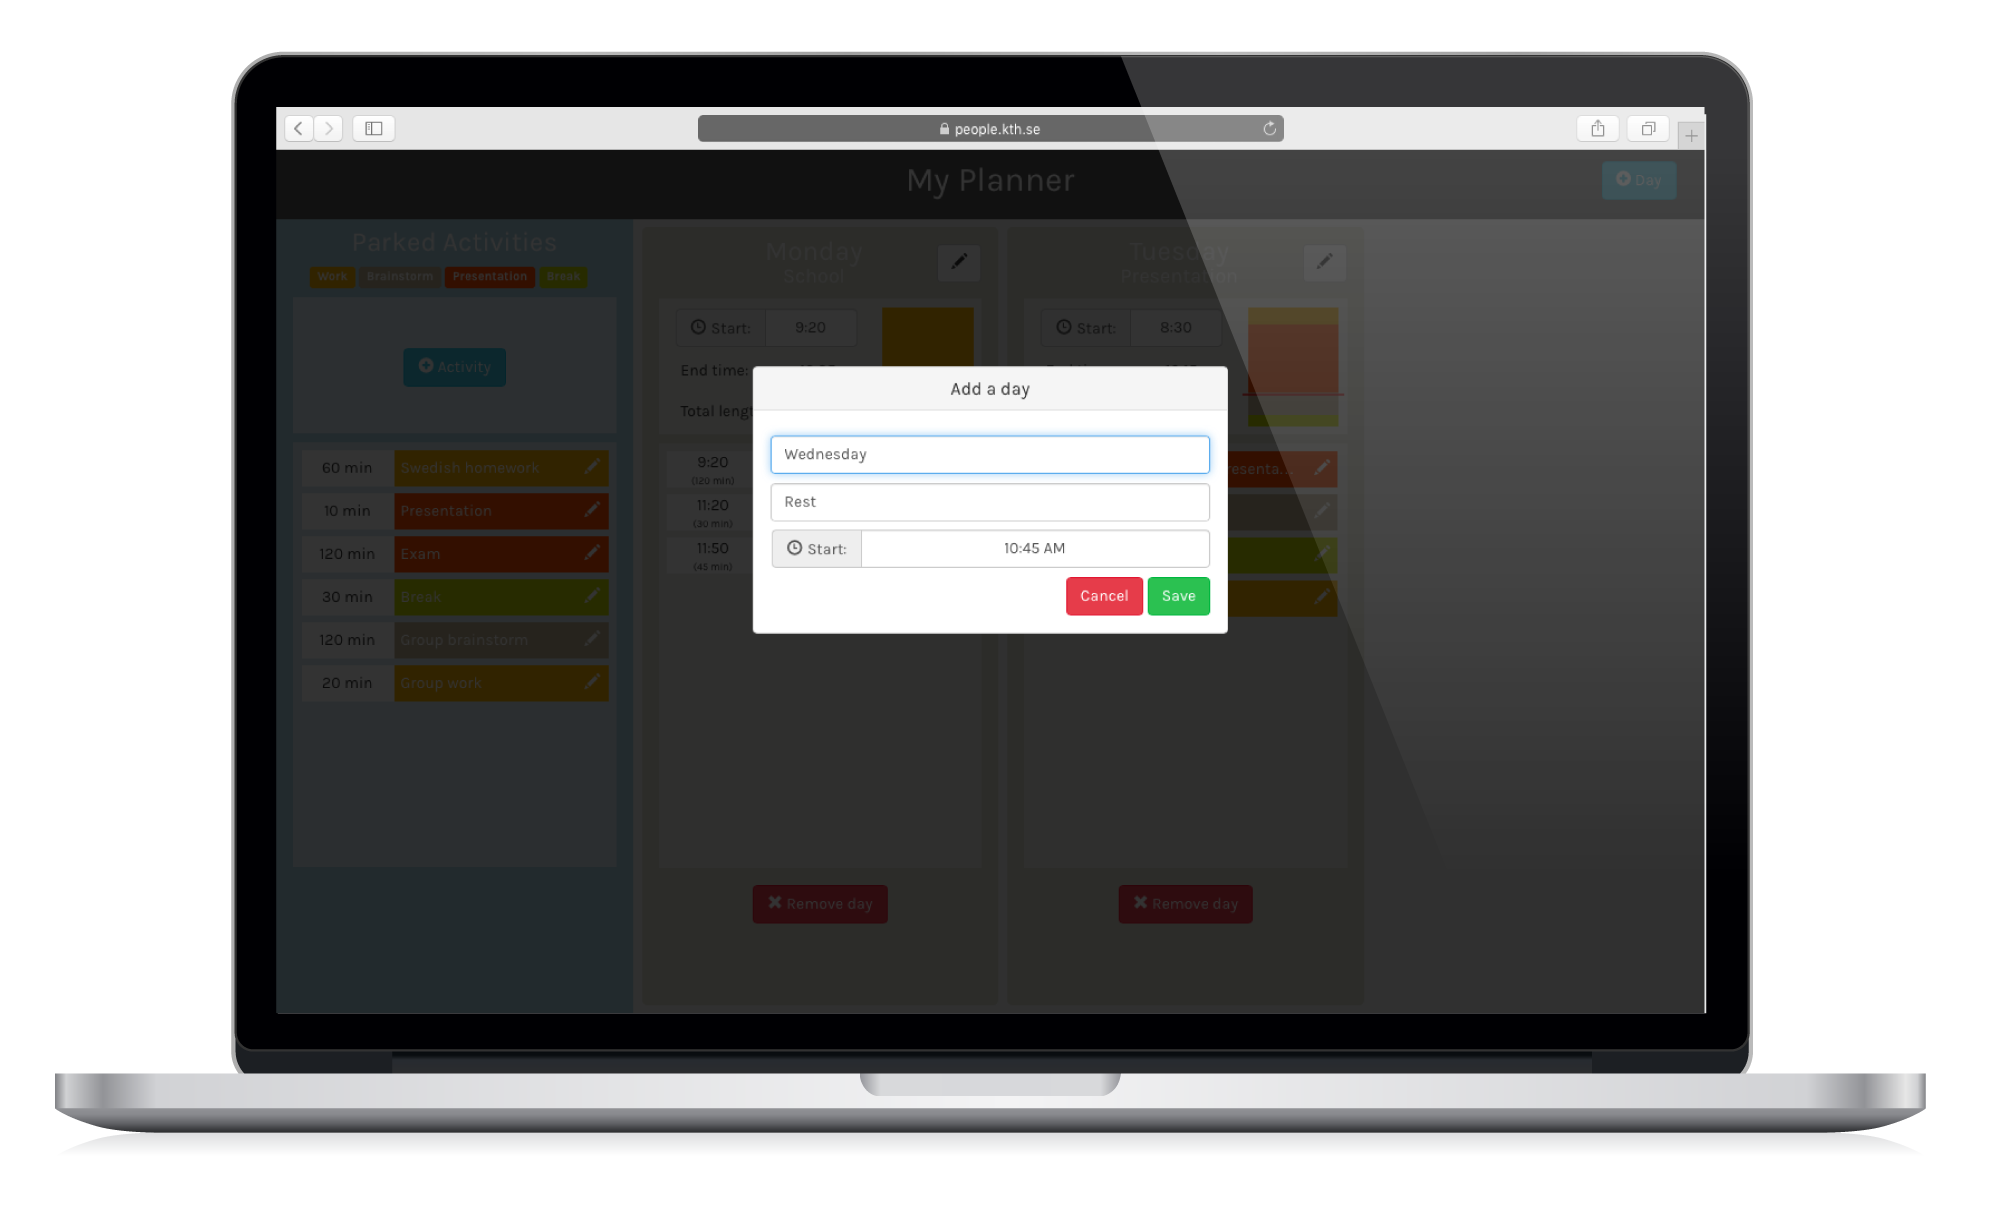 people.kth.se
My Planner
Day
Parked Activities
Work Brainstorm Presentation Break
Activity
60 min Swedish homework
10 min Presentation
120 min Exam
30 min Break
120 min Group brainstorm
20 min Group work
Monday
School
Start: 9:20
End time:
Total
9:20
(120 min)
11:20
(30 min)
11:50
(45 min)
Remove day
Tuesday
Presentation
Start: 8:30
Remove day
Add a day
Wednesday
Rest
Start: 10:45 AM
Cancel Save